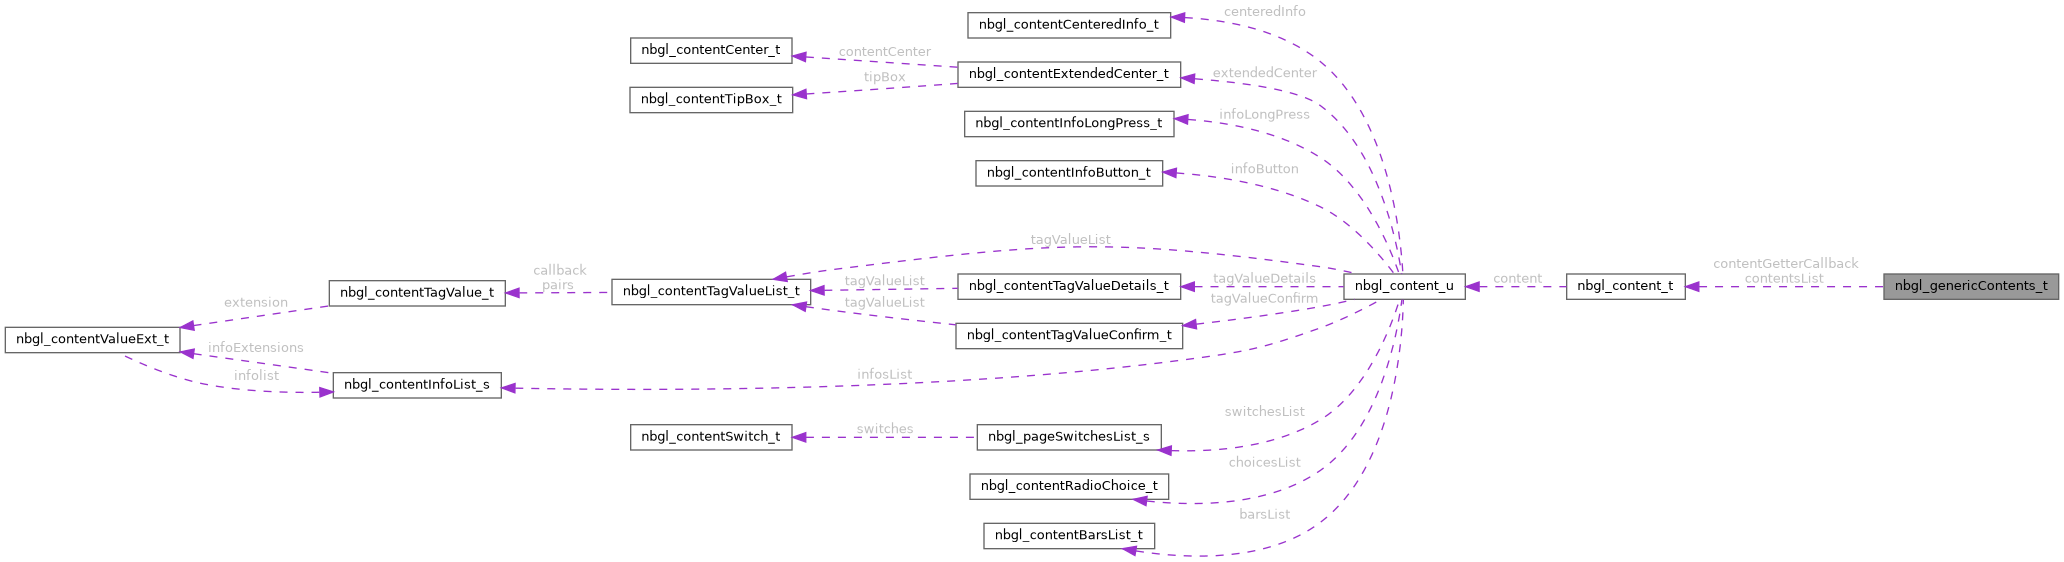 centeredInfo
nbgl_contentCenteredInfo_t
nbgl_contentCenter_t
contentCenter
nbgl_contentExtendedCenter_t
extendedCenter
tipBox
nbgl_contentTipBox_t
infoLongPress
nbgl_contentInfoLongPress_t
infoButton
nbgl_contentInfoButton_t
tagValueList
callback
pairs
nbgl_contentTagValue_t
nbgl_contentTagValueList_t
tagValueList
nbgl_contentTagValueDetails_t
tagValueDetails
nbgl_content_u
content
nbgl_content_t
contentGetterCallback
contentsList
nbgl_genericContents_t
extension
tagValueList
tagValueConfirm
nbgl_contentTagValueConfirm_t
nbgl_contentValueExt_t
infoExtensions
infolist
nbgl_contentInfoList_s
infosList
switchesList
nbgl_contentSwitch_t
switches
nbgl_pageSwitchesList_s
choicesList
nbgl_contentRadioChoice_t
barsList
nbgl_contentBarsList_t